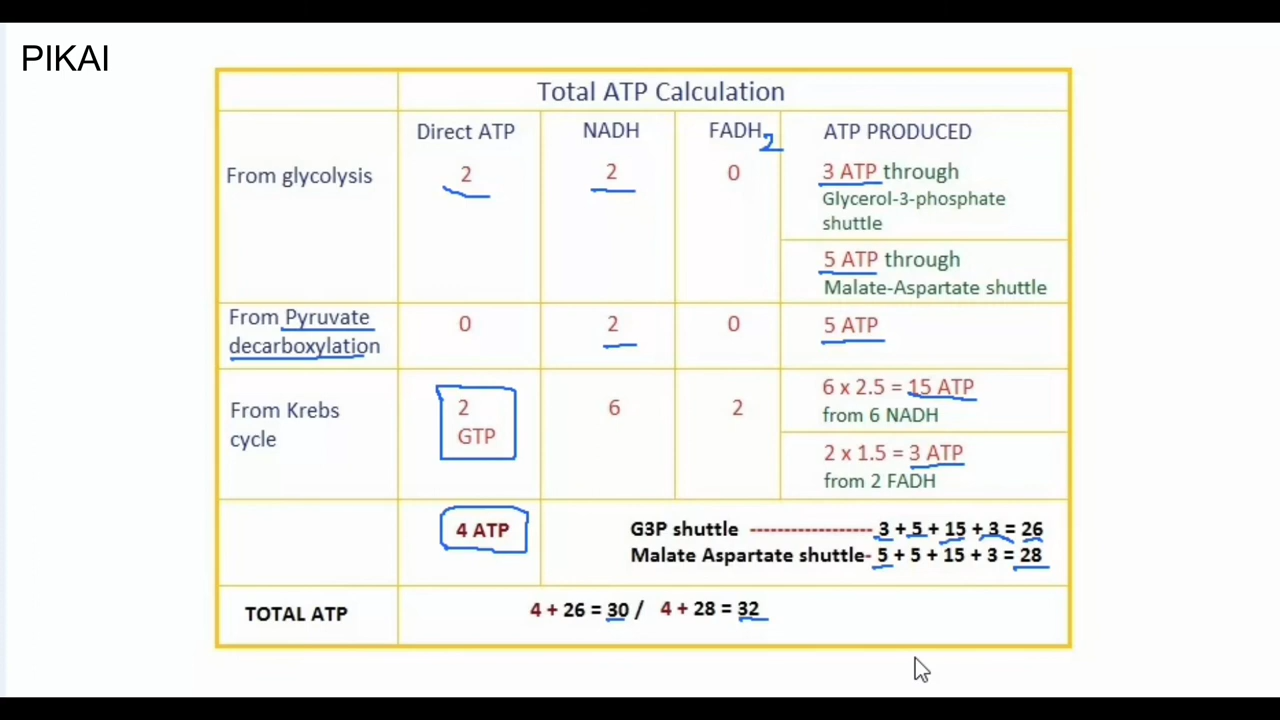 PIKAI
Total ATP Calculation
Direct ATP NADH FADH2 ATP PRODUCED
From glycolysis 2 2 0 3 ATP through
Glycerol-3-phosphate
shuttle
5 ATP through
Malate-Aspartate shuttle
From Pyruvate
decarboxylation 0 2 0 5 ATP
From Krebs
cycle
2
GTP
6 2 6 x 2.5 = 15 ATP
from 6 NADH
2 x 1.5 = 3 ATP
from 2 FADH
4 ATP
G3P shuttle ------------------ 3 + 5 + 15 + 3 = 26
Malate Aspartate shuttle- 5 + 5 + 15 + 3 = 28
TOTAL ATP 4 + 26 = 30 / 4 + 28 = 32